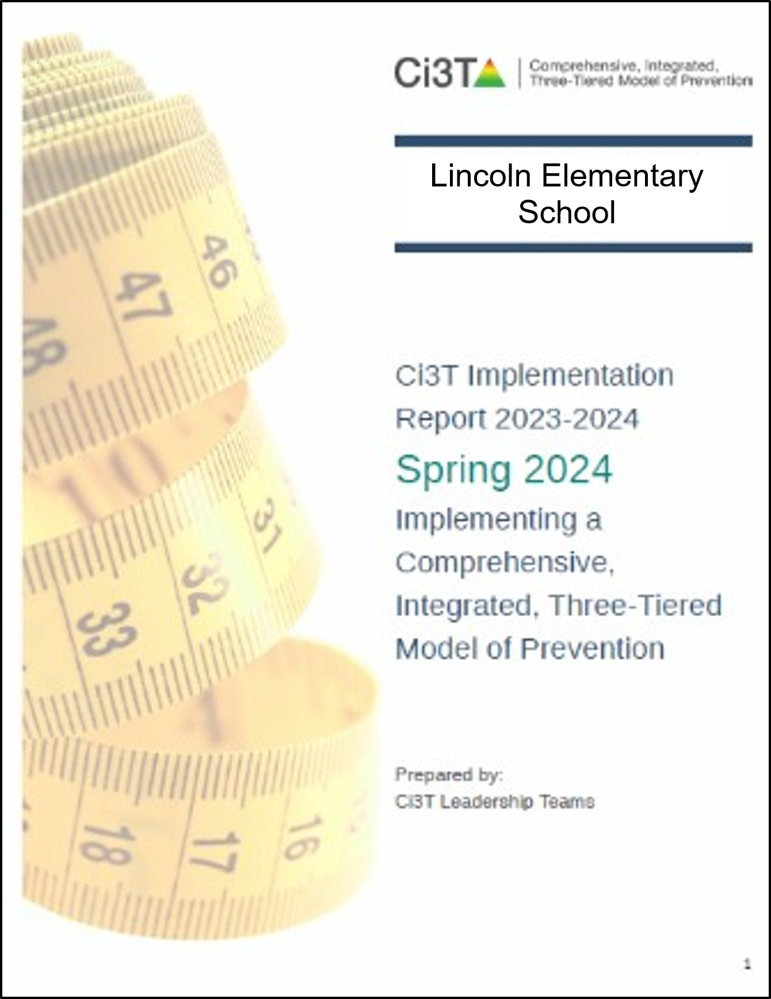 Ci3T
Comprehensive, Integrated,
Three-Tiered Model of Prevention
Lincoln Elementary
School
46
47
48
Ci3T Implementation
Report 2023-2024
Spring 2024
Implementing a
Comprehensive,
Integrated, Three-Tiered
Model of Prevention
10
31
32
33
1
Prepared by:
Ci3T Leadership Teams
18
17
16
1